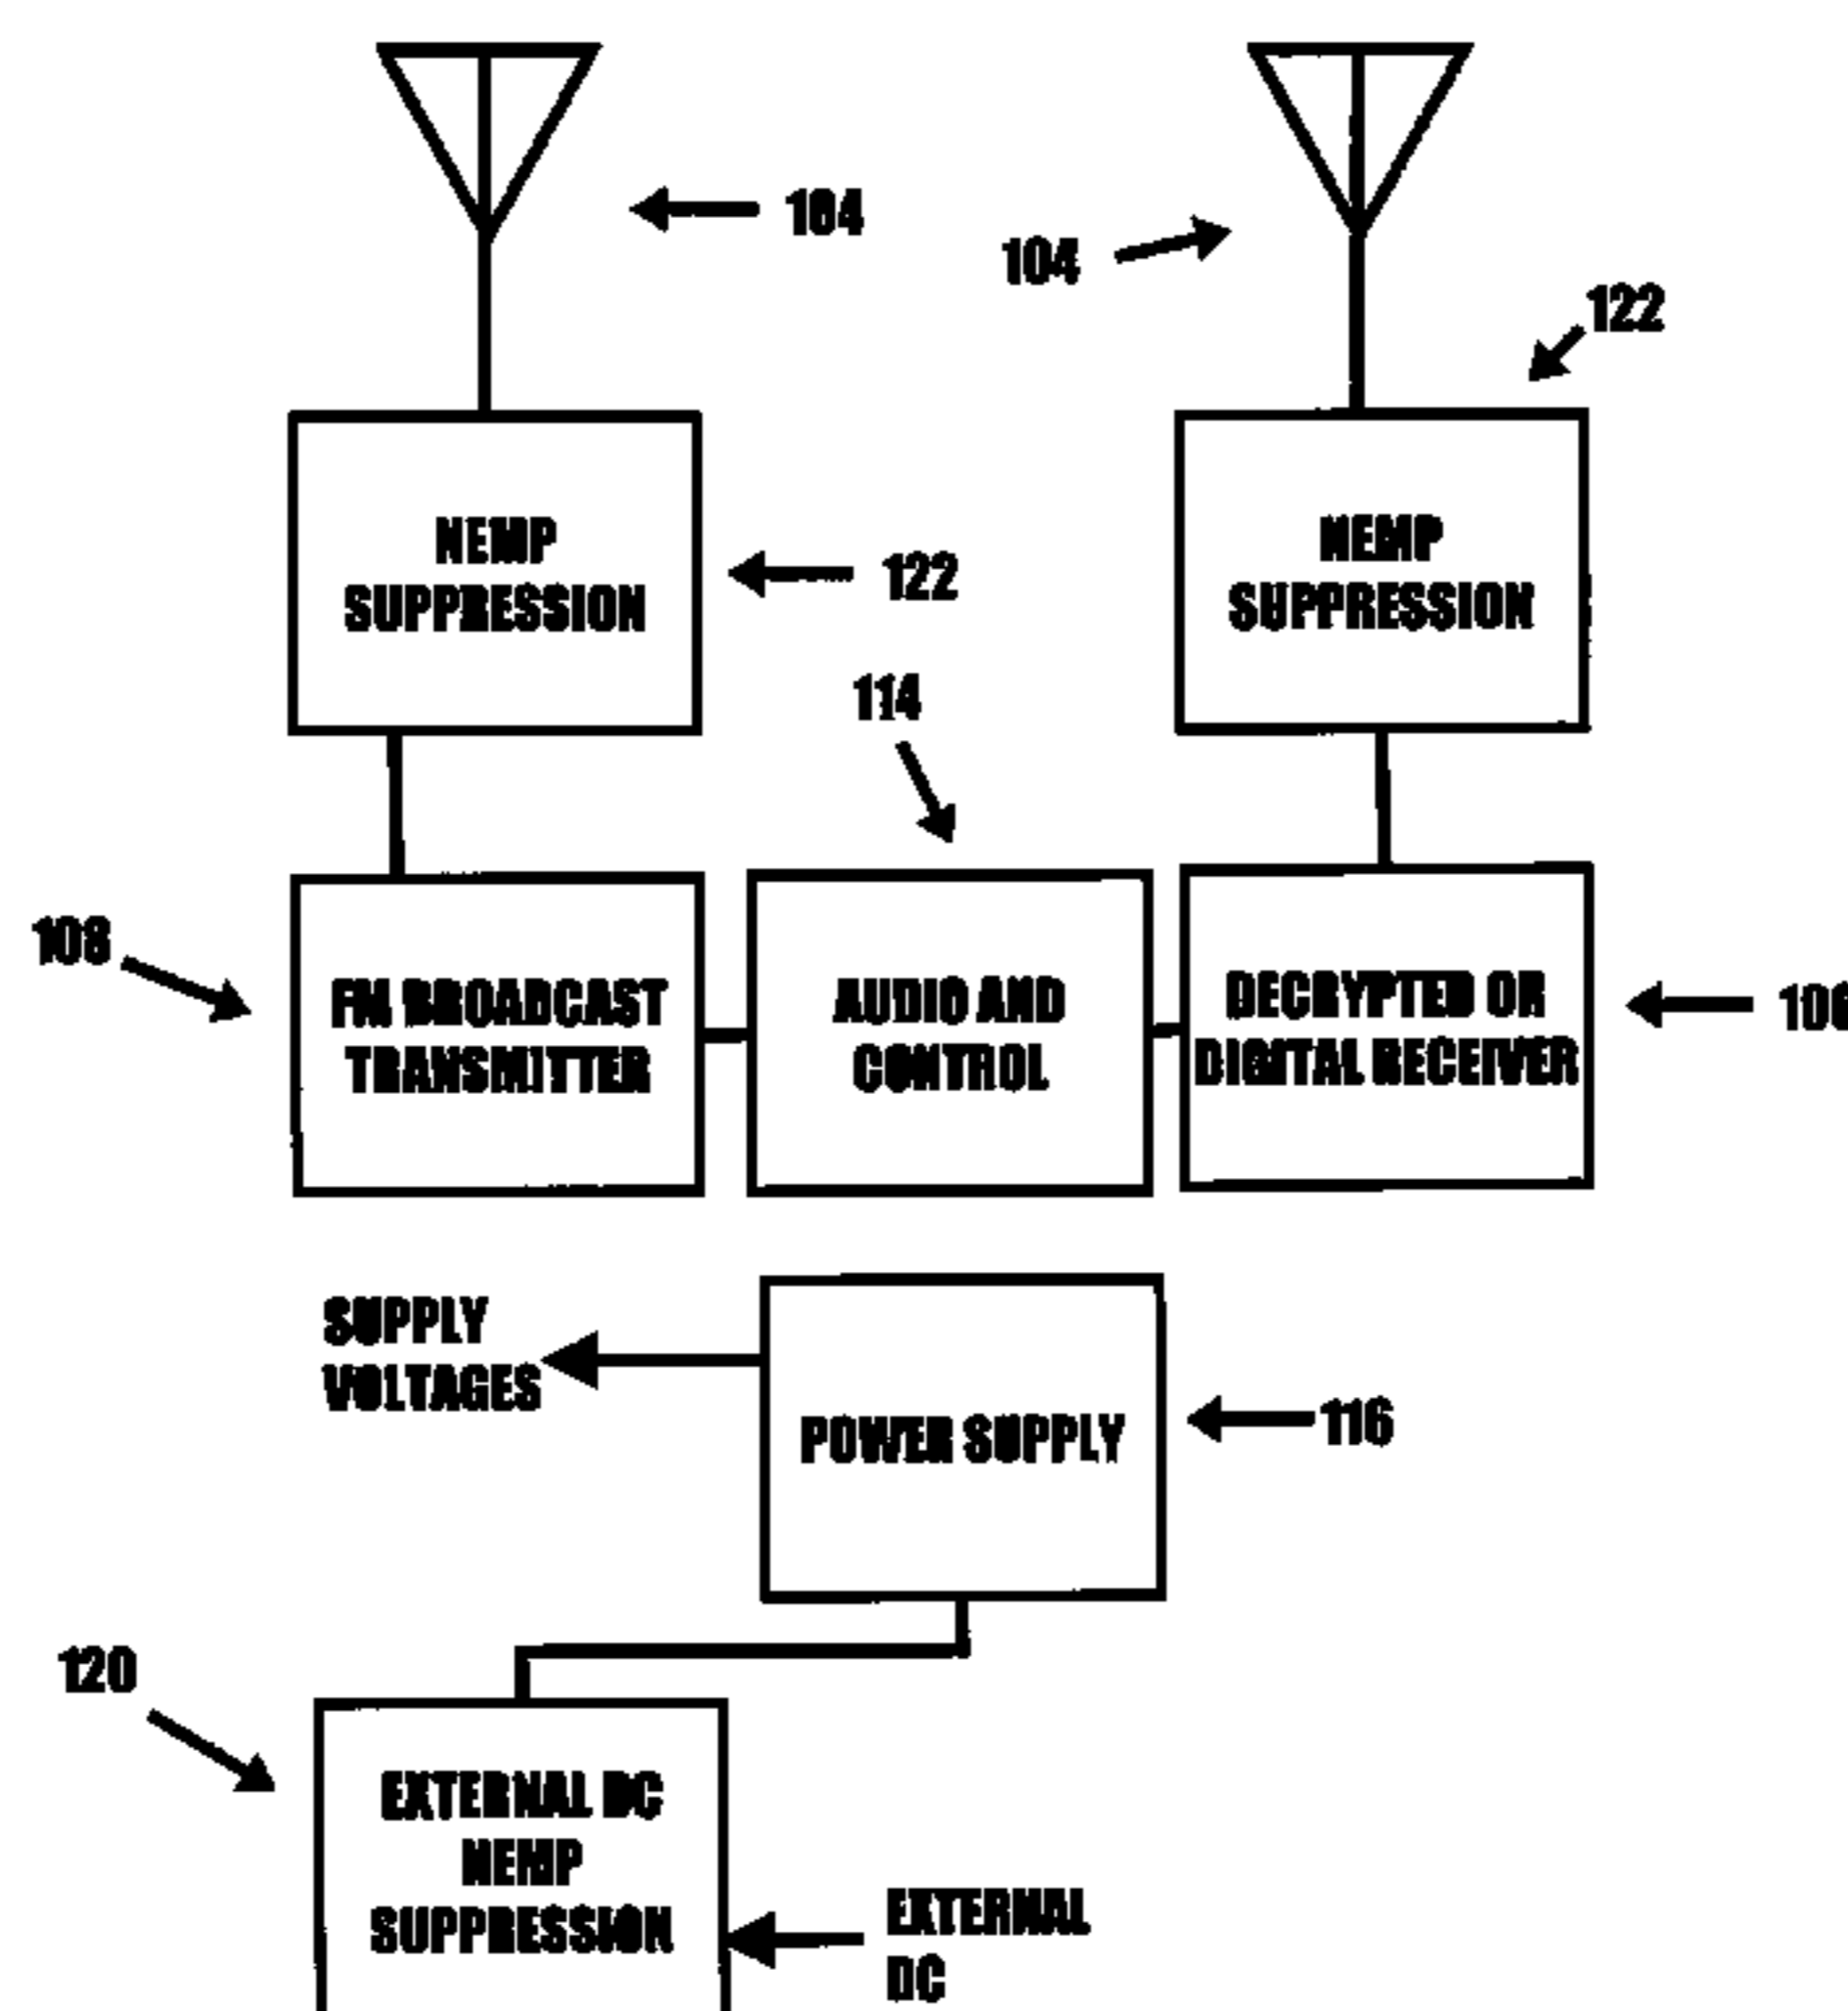 104
104
122
NEMP
SUPPRESSION
122
NEMP
SUPPRESSION
114
108
FM BROADCAST
TRANSMITTER
AUDIO AND
CONTROL
DECRYPTED OR
DIGITAL RECEIVER
SUPPLY
VOLTAGES
POWER SUPPLY
116
120
EXTERNAL DC
NEMP
SUPPRESSION
EXTERNAL
DC